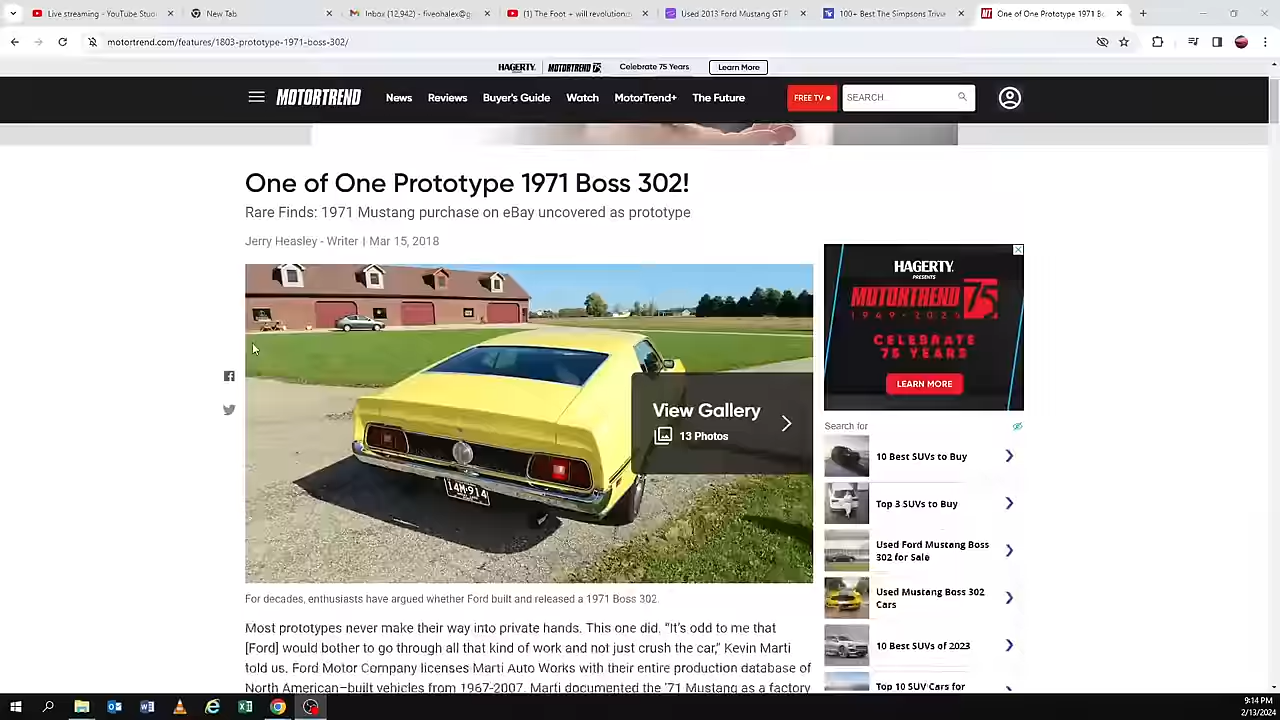 Live streaming - YouTube Studi
New Tab
Inbox (12,942) - fivepoles@g
(1) The Foot + will revolutioniz
Used 2013 Ford Mustang GT P
100+ Best The Simpsons Trivia
One of One Prototype 1971 Bo
motortrend.com/features/1803-prototype-1971-boss-302/
HAGERTY. MOTORTREND 75 Celebrate 75 Years Learn More
MOTORTREND News Reviews Buyer's Guide Watch MotorTrend+ The Future FREE TV SEARCH
One of One Prototype 1971 Boss 302!
Rare Finds: 1971 Mustang purchase on eBay uncovered as prototype
Jerry Heasley - Writer | Mar 15, 2018
View Gallery
13 Photos
14M-914
For decades, enthusiasts have argued whether Ford built and released a 1971 Boss 302.
Most prototypes never make their way into private hands. This one did. “It’s odd to me that
[Ford] would bother to go through all that kind of work and not just crush the car,” Kevin Marti
told us. Ford Motor Company licenses Marti Auto Works with their entire production database of
North American–built vehicles from 1967-2007. Marti documented the ’71 Mustang as a factory
HAGERTY.
PRESENTS
MOTORTREND 75
1949-2024
CELEBRATE
75 YEARS
LEARN MORE
Search for
10 Best SUVs to Buy
Top 3 SUVs to Buy
Used Ford Mustang Boss
302 for Sale
Used Mustang Boss 302
Cars
10 Best SUVs of 2023
Top 10 SUV Cars for
9:14 PM
2/13/2024